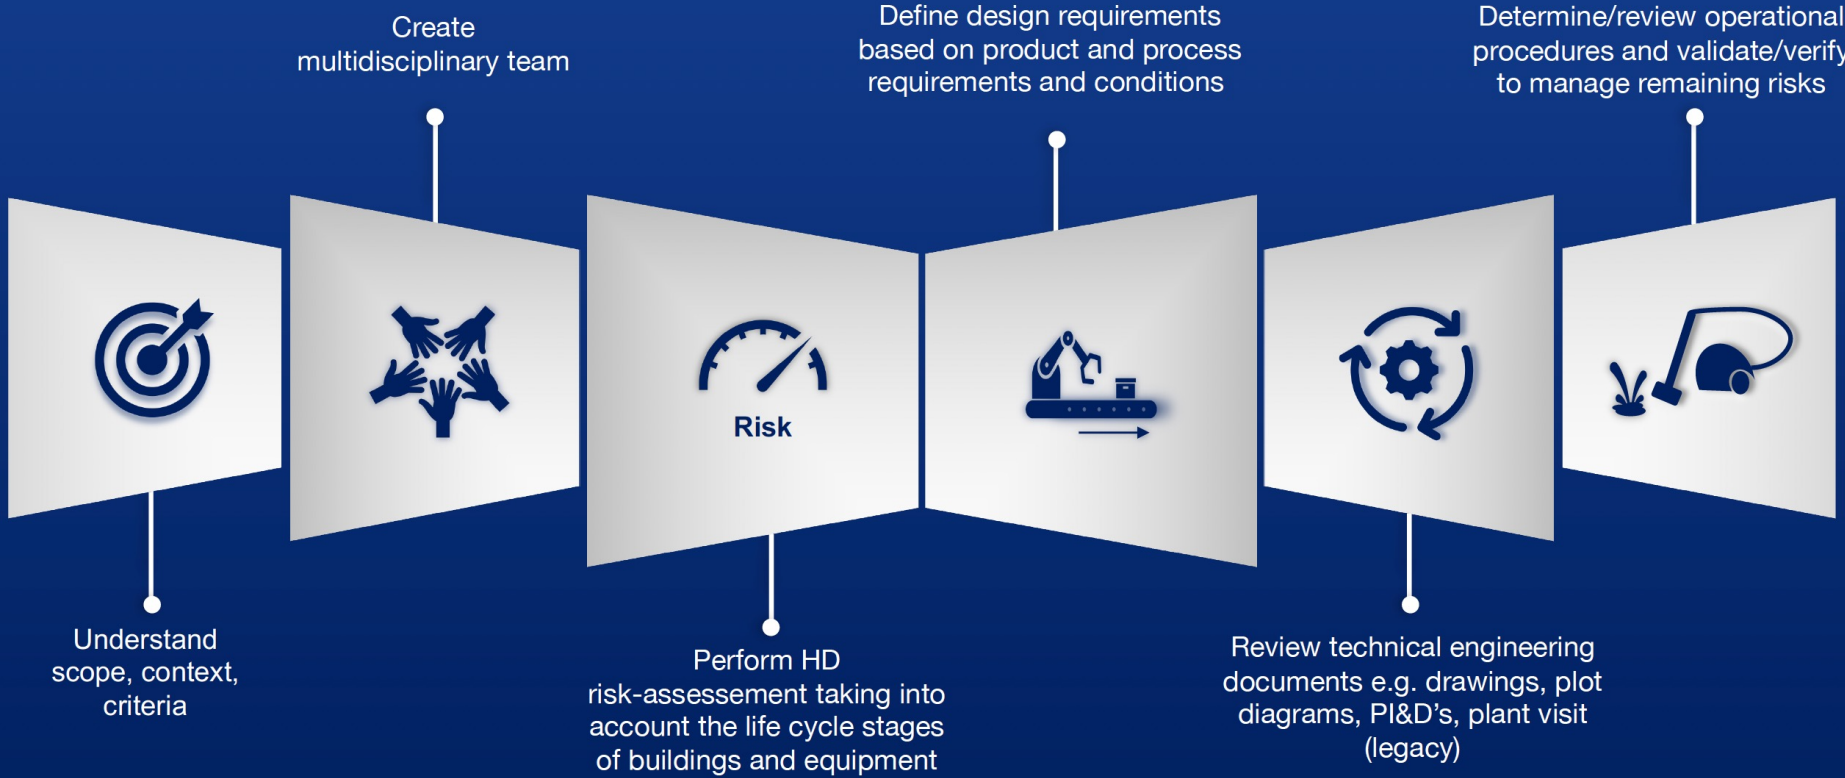 Understand
scope, context,
criteria
Create
multidisciplinary team
Risk
Perform HD
risk-assessement taking into
account the life cycle stages
of buildings and equipment
Define design requirements
based on product and process
requirements and conditions
Review technical engineering
documents e.g. drawings, plot
diagrams, PI&D’s, plant visit
(legacy)
Determine/review operational
procedures and validate/verify
to manage remaining risks